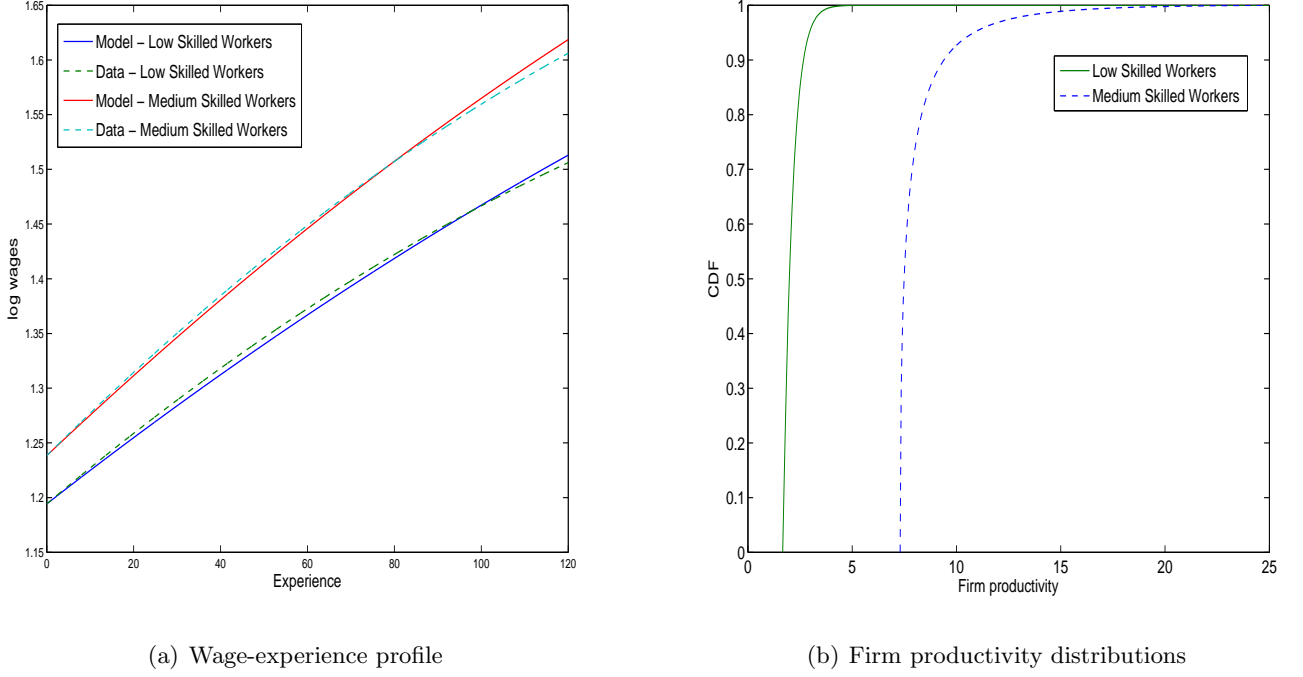 1.65
1.6
1.55
1.5
1.45
1.4
1.35
1.3
1.25
1.2
1.15
log wages
Model – Low Skilled Workers
Data – Low Skilled Workers
Model – Medium Skilled Workers
Data – Medium Skilled Workers
0 20 40 60 80 100 120
Experience
(a) Wage-experience profile
1
0.9
0.8
0.7
0.6
0.5
0.4
0.3
0.2
0.1
0
CDF
Low Skilled Workers
Medium Skilled Workers
0 5 10 15 20 25
Firm productivity
(b) Firm productivity distributions